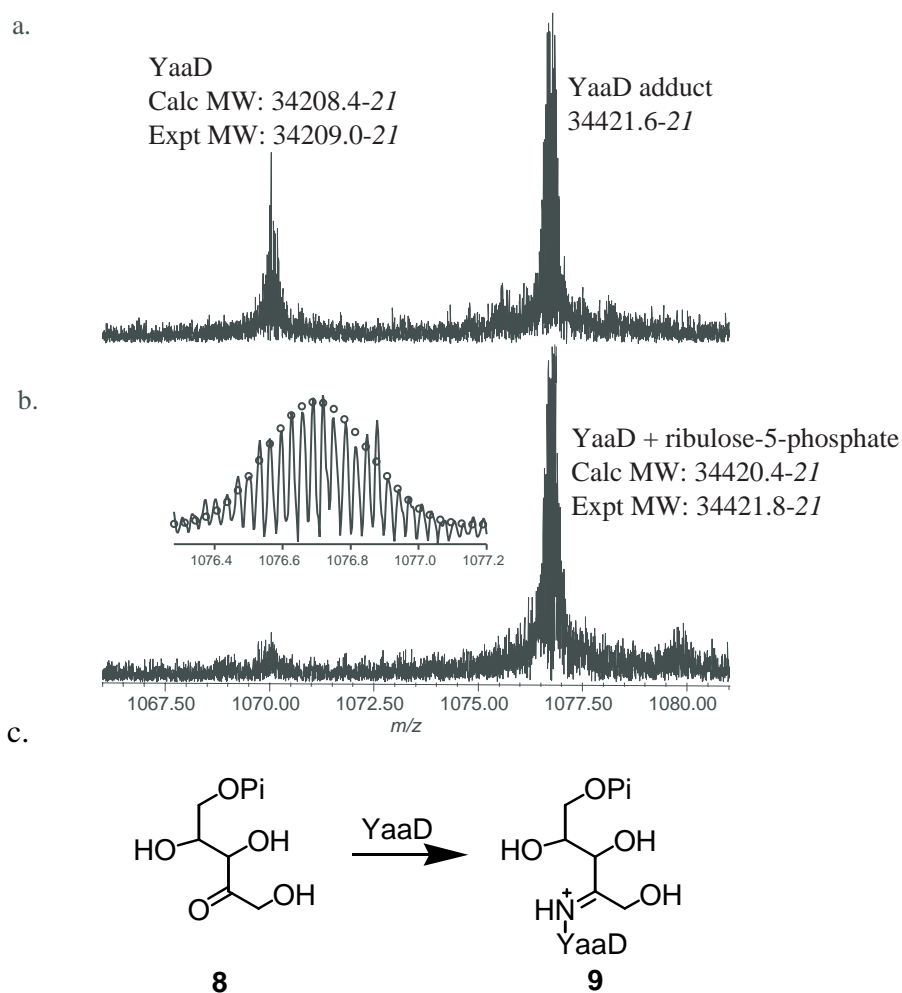 a.
YaaD
Calc MW: 34208.4-21
Expt MW: 34209.0-21
YaaD adduct
34421.6-21
b.
YaaD + ribulose-5-phosphate
Calc MW: 34420.4-21
Expt MW: 34421.8-21
1076.4 1076.6 1076.8 1077.0 1077.2
1067.50 1070.00 1072.50 1075.00 1077.50 1080.00
m/z
c.
OPi
HO
OH
O
OH
8
YaaD
OPi
HO
OH
HN+
OH
YaaD
9